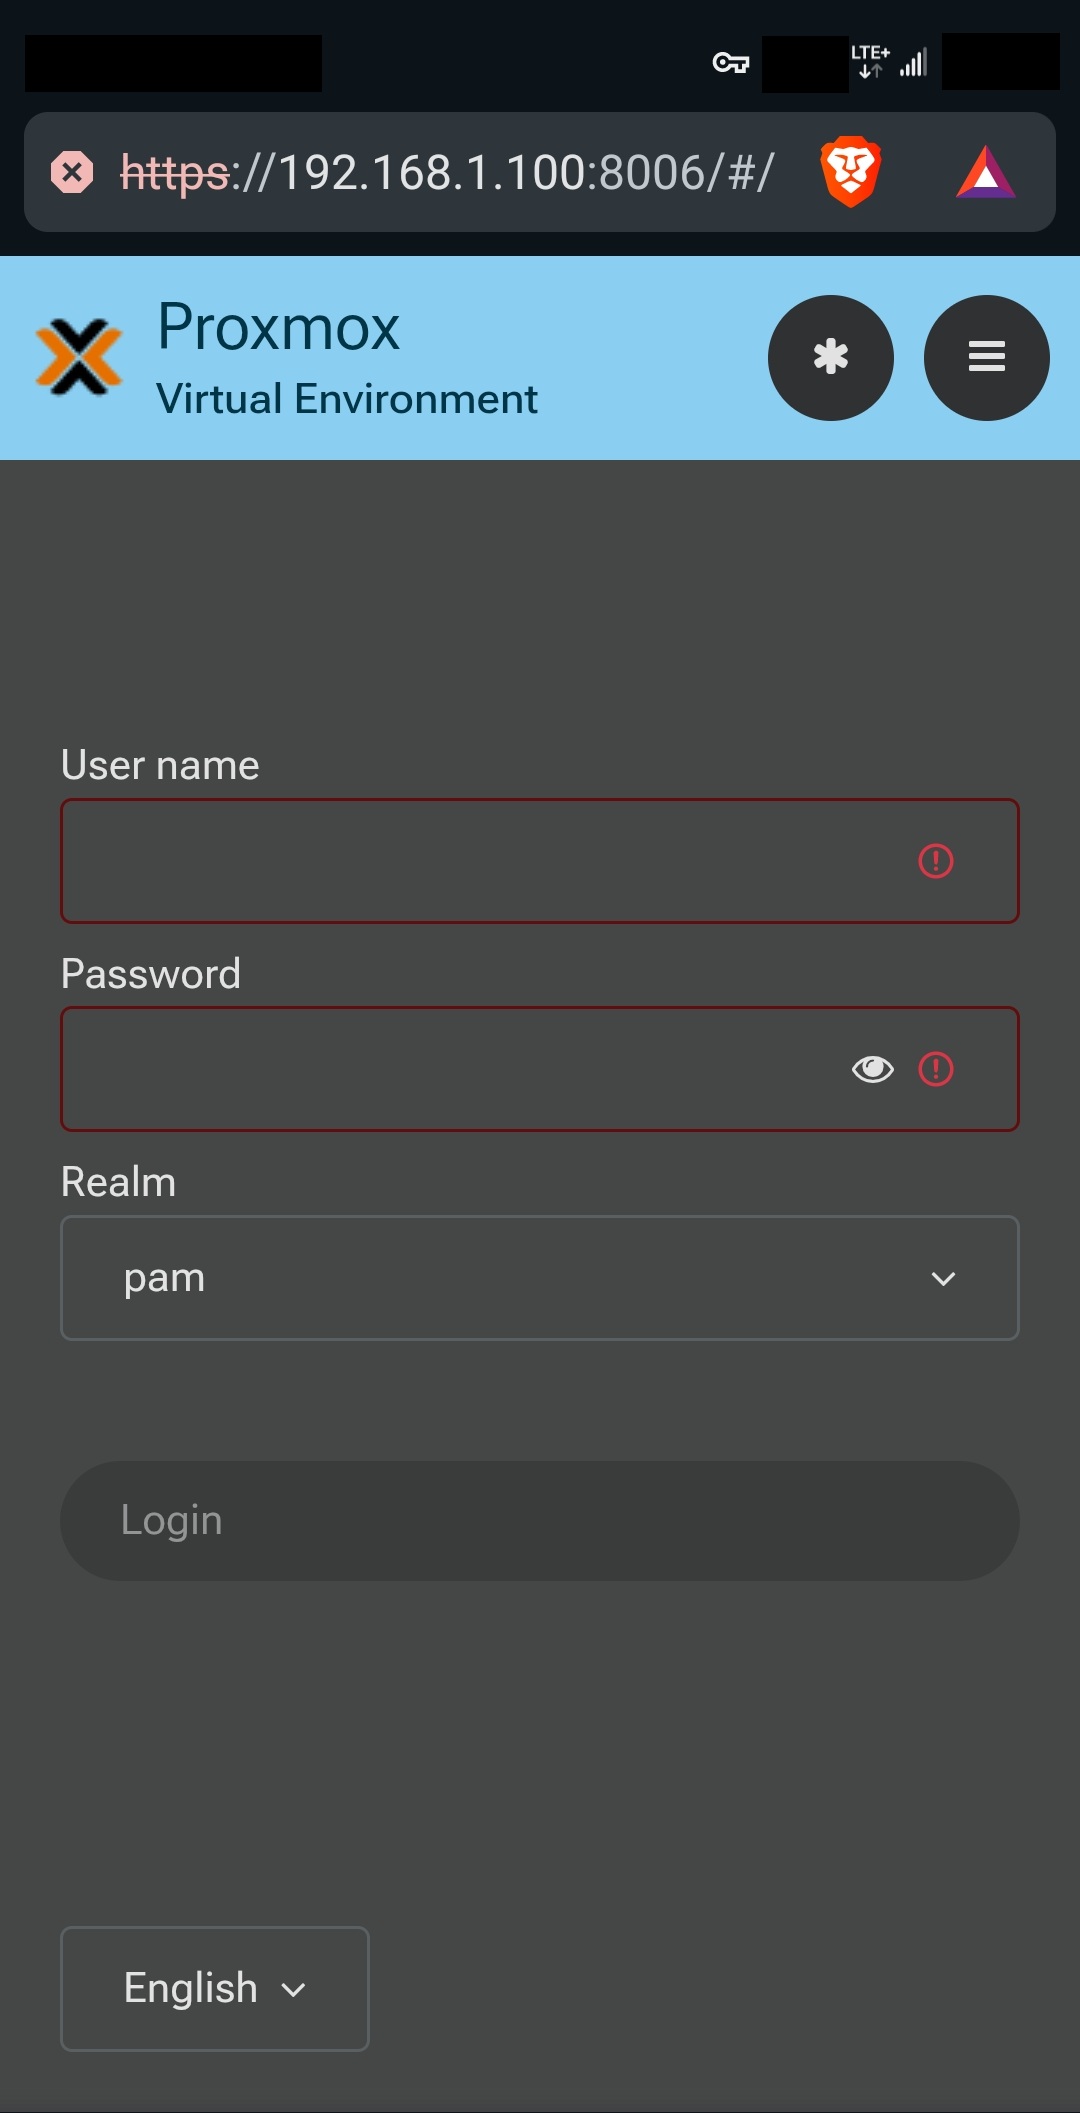 LTE+
https://192.168.1.100:8006/#/
Proxmox
Virtual Environment
User name
Password
Realm
pam
Login
English